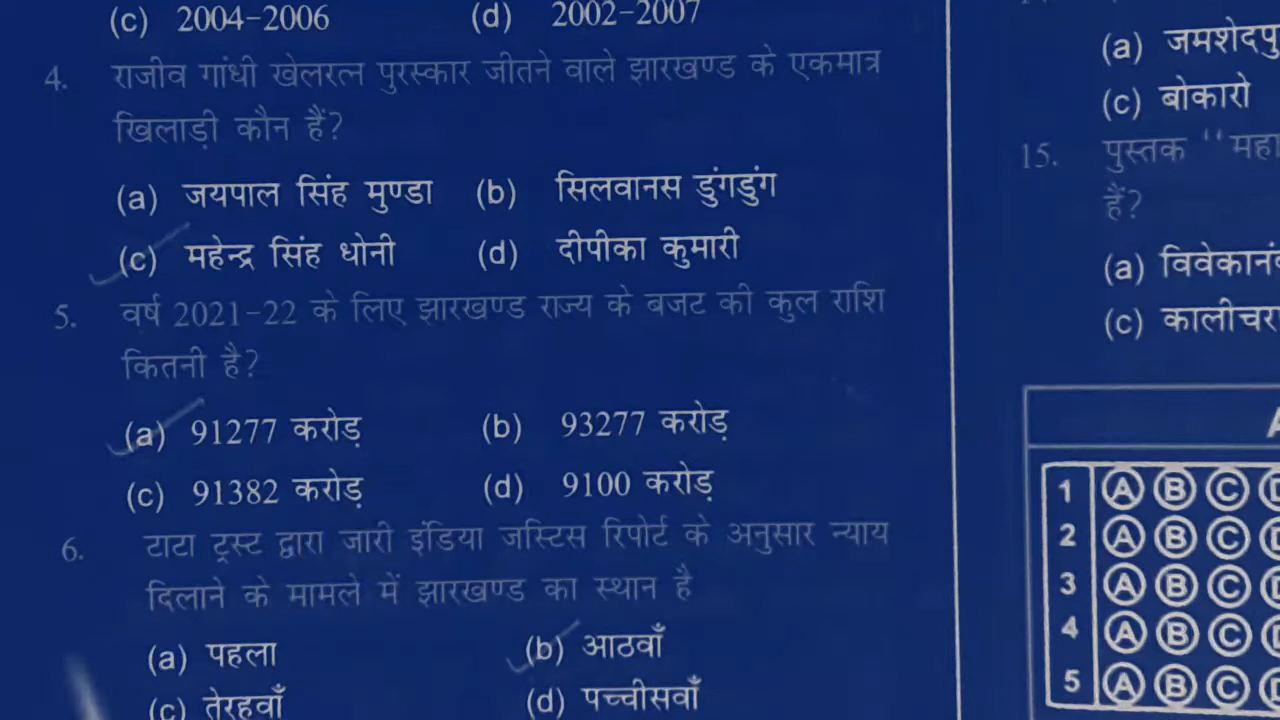 (c) 2004-2006 (d) 2002-2007
4. राजीव गांधी खेलरत्न पुरस्कार जीतने वाले झारखण्ड के एकमात्र
खिलाड़ी कौन हैं?
(a) जयपाल सिंह मुण्डा (b) सिलवानस डुंगडुंग
(c) महेन्द्र सिंह धोनी (d) दीपीका कुमारी
5. वर्ष 2021-22 के लिए झारखण्ड राज्य के बजट की कुल राशि
कितनी है?
(a) 91277 करोड़ (b) 93277 करोड़
(c) 91382 करोड़ (d) 9100 करोड़
6. टाटा ट्रस्ट द्वारा जारी इंडिया जस्टिस रिपोर्ट के अनुसार न्याय
दिलाने के मामले में झारखण्ड का स्थान है
(a) पहला (b) आठवाँ
(c) तेरहवाँ (d) पच्चीसवाँ
(a) जमशेदपु
(c) बोकारो
15. पुस्तक "महा
हैं?
(a) विवेकानं
(c) कालीचर
1 A B C D
2 A B C D
3 A B C D
4 A B C D
5 A B C D